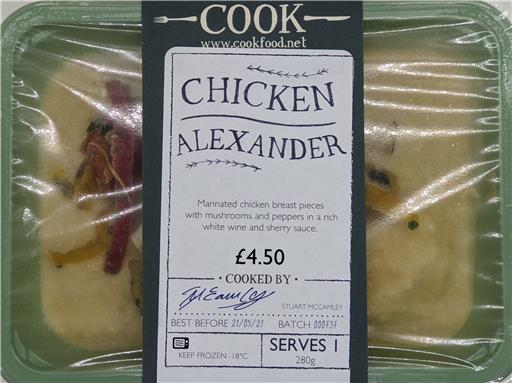 COOK
www.cookfood.net
CHICKEN
ALEXANDER
Marinated chicken breast pieces
with mushrooms and peppers in a rich
white wine and sherry sauce.
£4.50
· COOKED BY ·
STUART MCCAMLEY
BEST BEFORE 21/05/21 BATCH 000737
KEEP FROZEN -18°C
SERVES 1
280g